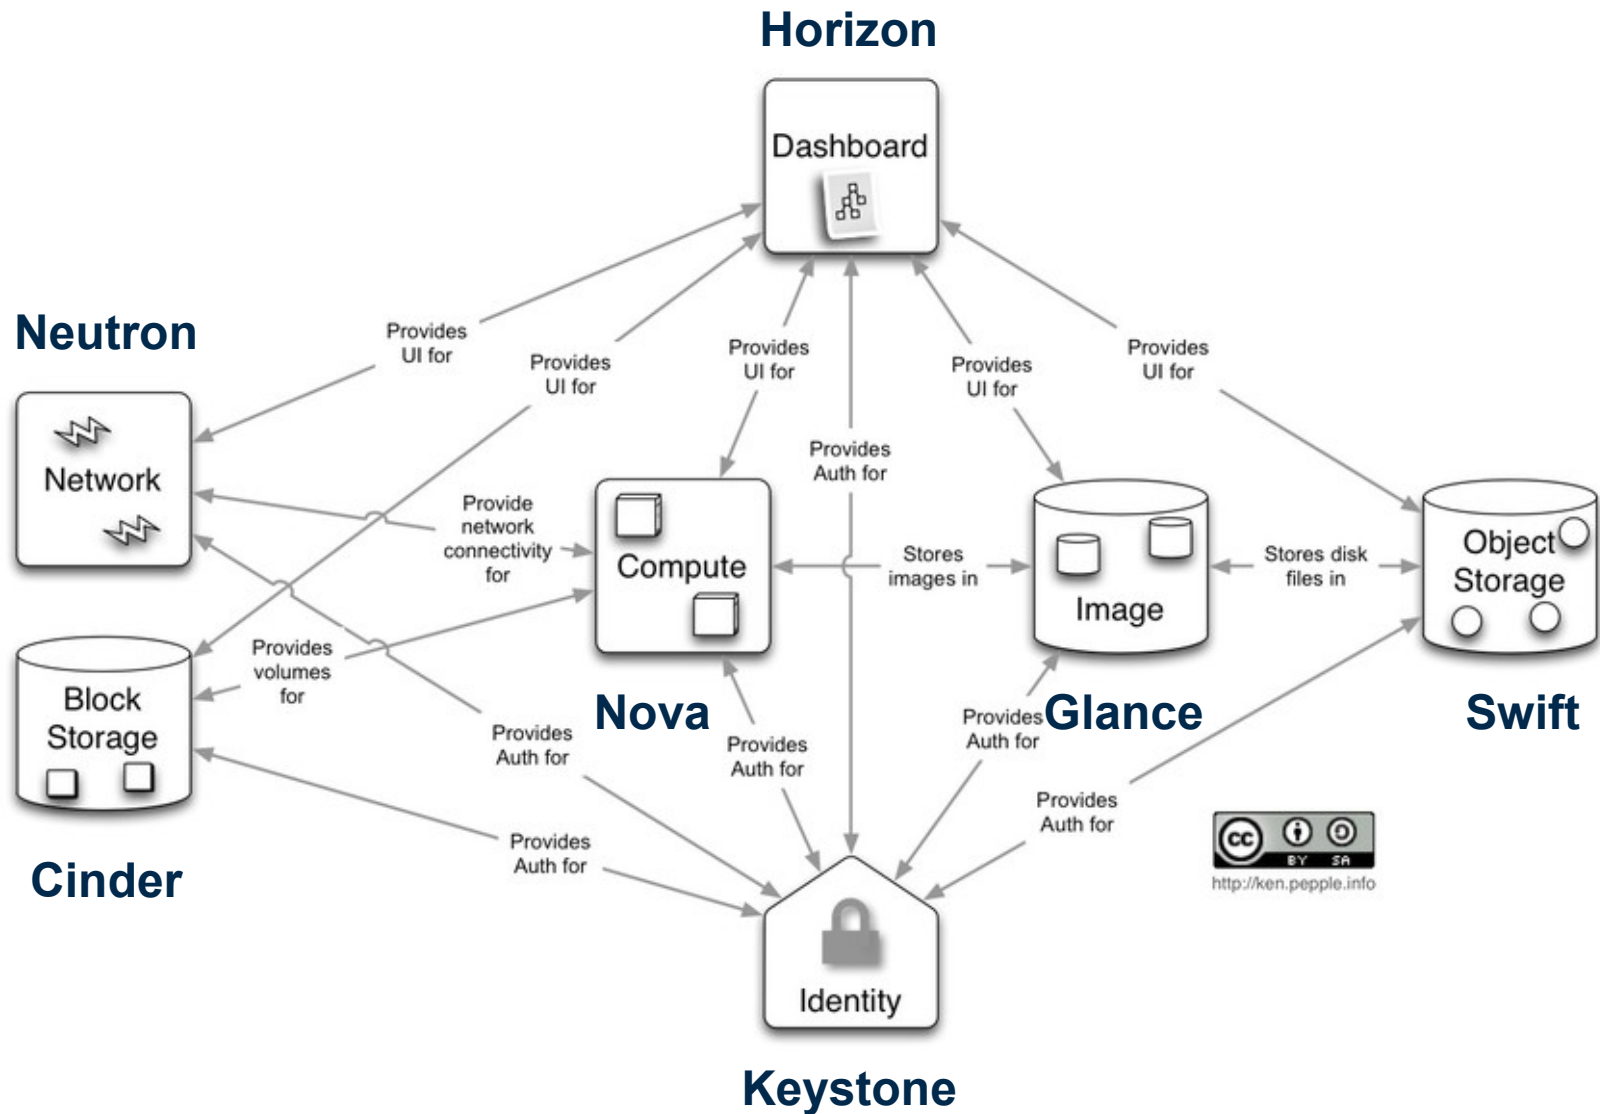 Horizon
Dashboard
Neutron
Provides
UI for
Provides
UI for
Provides
UI for
Provides
UI for
Provides
UI for
Network
Provides
Auth for
Provide
network
connectivity
for
Compute
Stores
images in
Image
Stores disk
files in
Object
Storage
Provides
volumes
for
Block
Storage
Nova
Glance
Swift
Provides
Auth for
Provides
Auth for
Provides
Auth for
Provides
Auth for
Provides
Auth for
Cinder
cc
BY SA
http://ken.pepple.info
Identity
Keystone